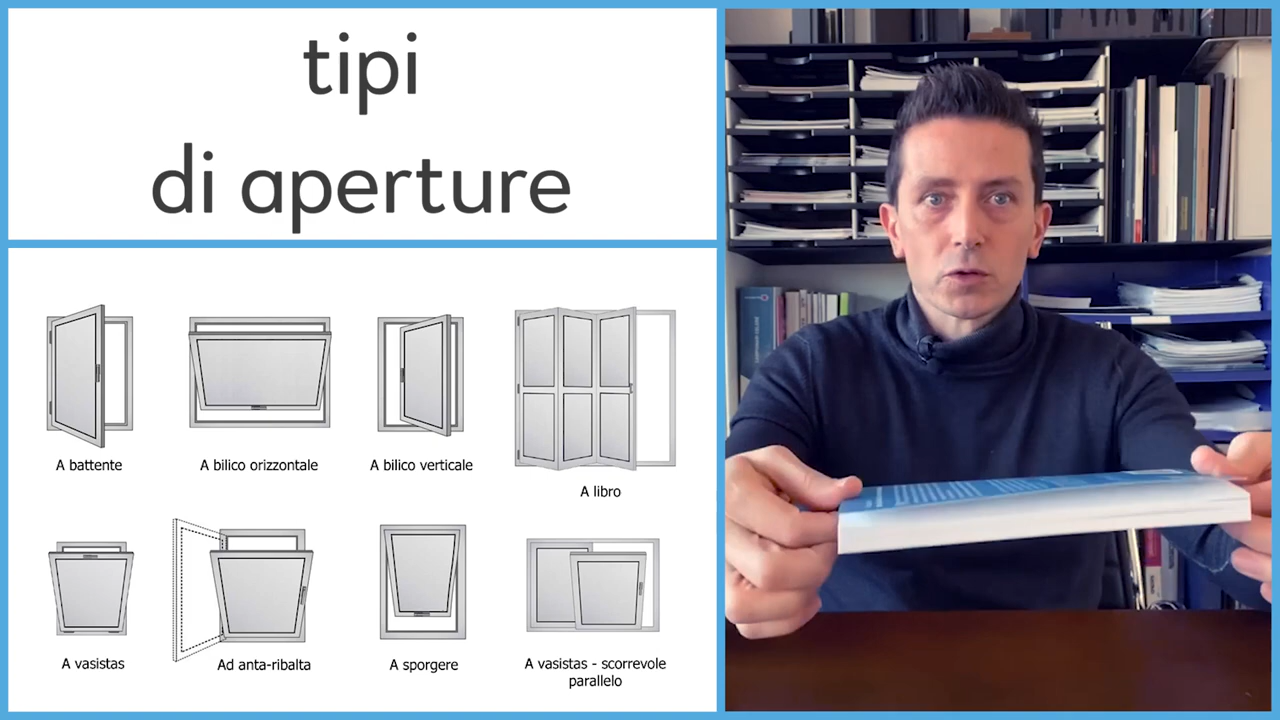 tipi
di aperture
A battente
A bilico orizzontale
A bilico verticale
A libro
A vasistas
Ad anta-ribalta
A sporgere
A vasistas - scorrevole
parallelo